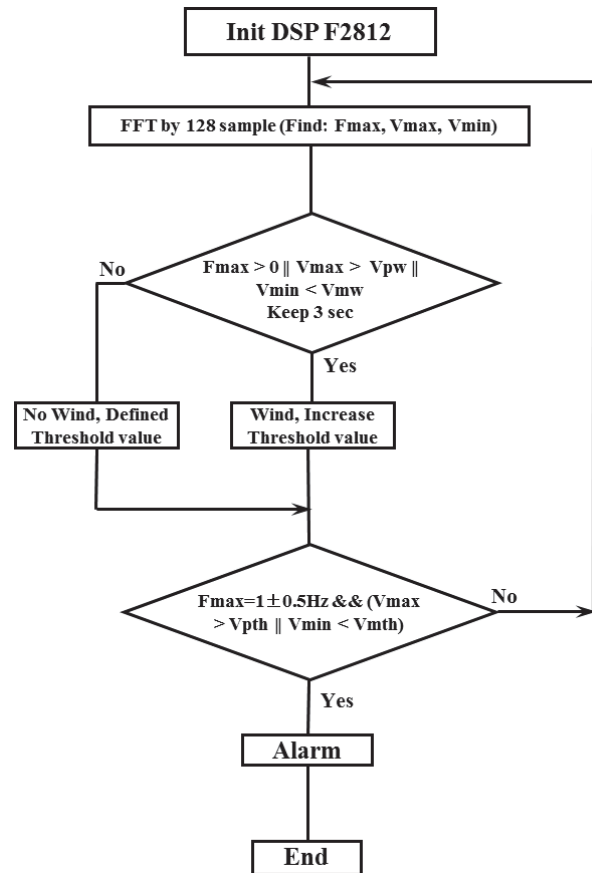 Init DSP F2812
FFT by 128 sample (Find: Fmax, Vmax, Vmin)
No
Fmax > 0 || Vmax > Vpw ||
Vmin < Vmw
Keep 3 sec
Yes
No Wind, Defined
Threshold value
Wind, Increase
Threshold value
Fmax=1±0.5Hz && (Vmax
> Vpth || Vmin < Vmth)
No
Yes
Alarm
End